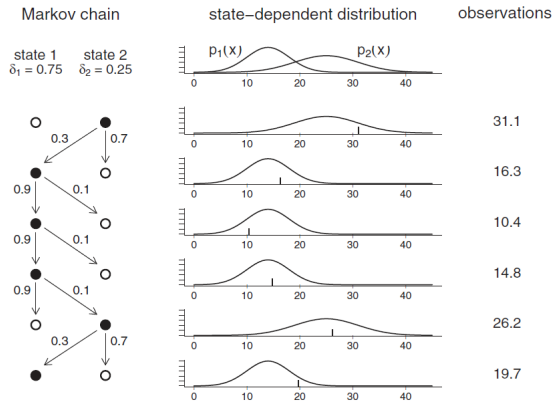 Markov chain state−dependent distribution observations
state 1 state 2
δ1 = 0.75 δ2 = 0.25
p1(x) p2(x)
0 10 20 30 40
0.3 0.7 31.1
0 10 20 30 40
0.9 0.1 16.3
0 10 20 30 40
0.9 0.1 10.4
0 10 20 30 40
0.9 0.1 14.8
0 10 20 30 40
0.3 0.7 26.2
0 10 20 30 40
19.7
0 10 20 30 40